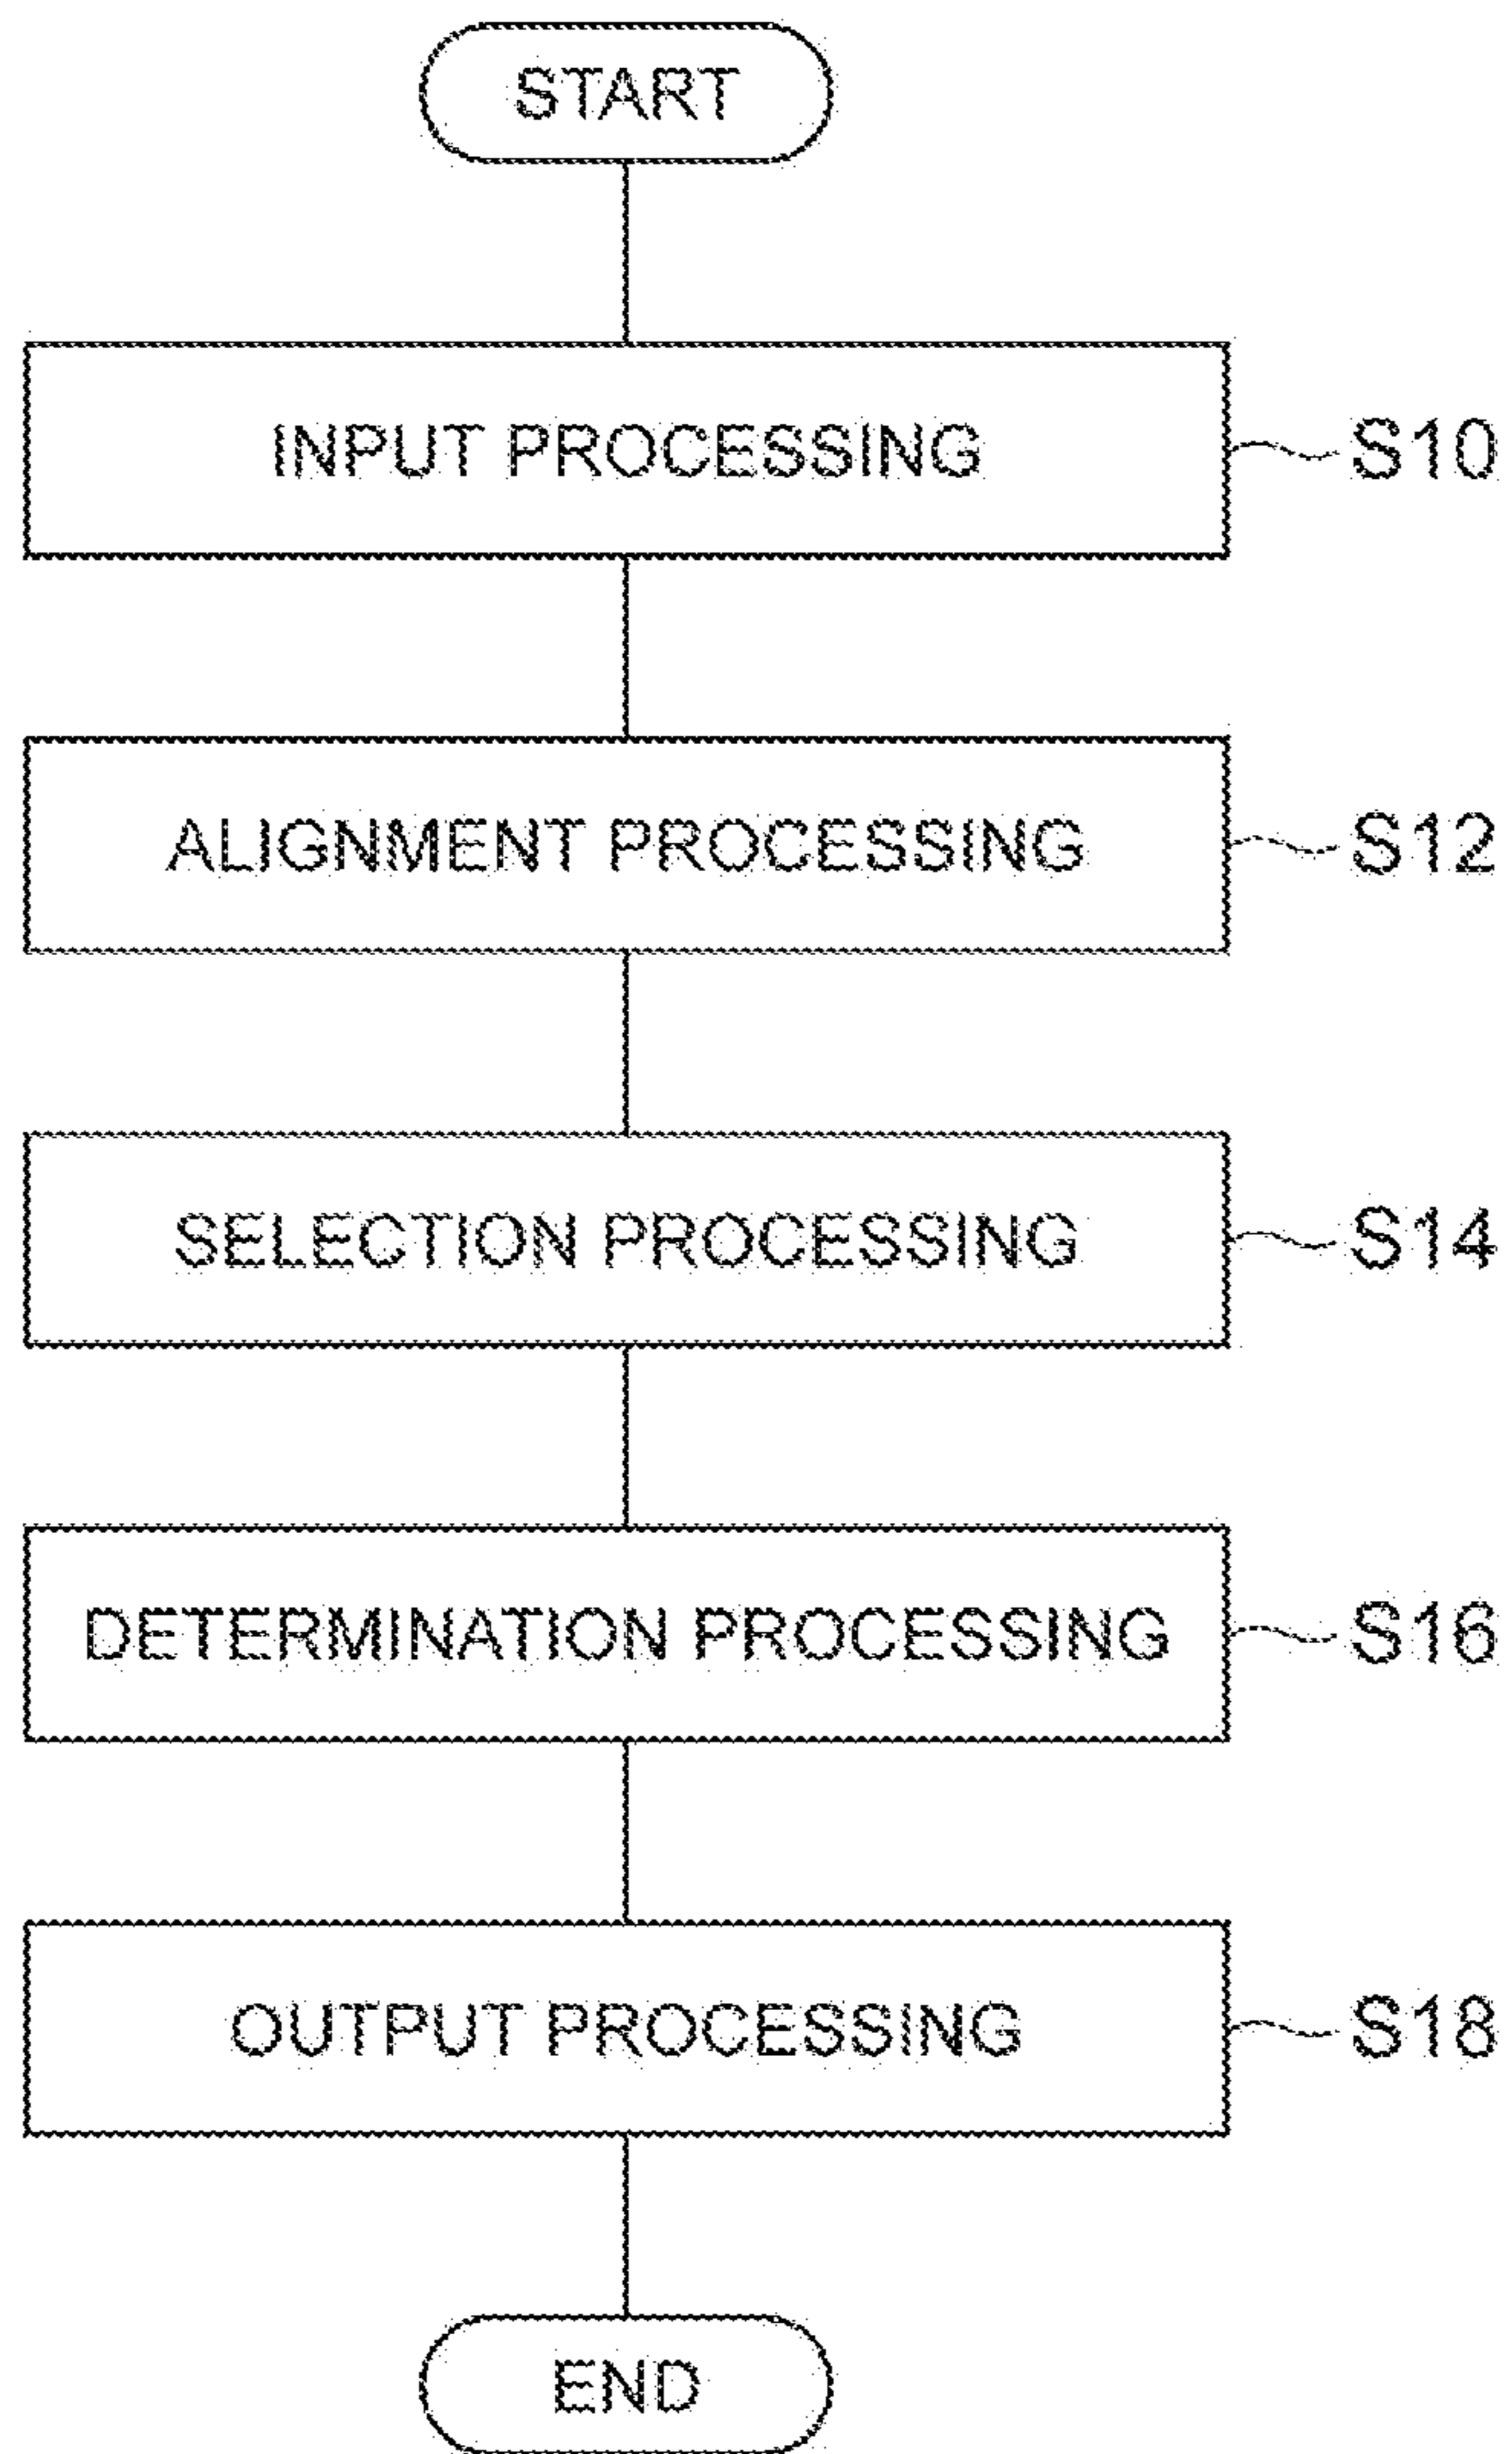 START
INPUT PROCESSING S10
ALIGNMENT PROCESSING S12
SELECTION PROCESSING S14
DETERMINATION PROCESSING S16
OUTPUT PROCESSING S18
END